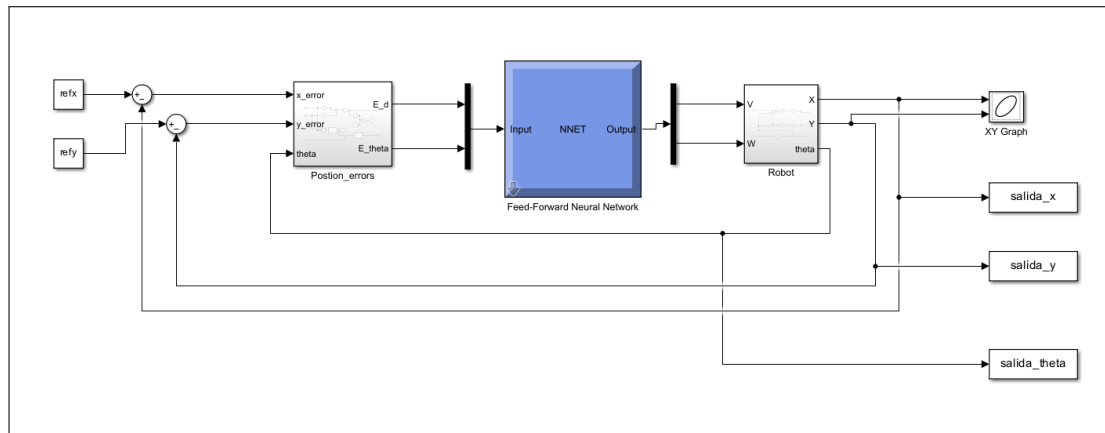 refx
refy
+
-
+
-
x_error
y_error
theta
E_d
E_theta
Postion_errors
Input
NNET
Output
Feed-Forward Neural Network
V
W
X
Y
theta
Robot
XY Graph
salida_x
salida_y
salida_theta